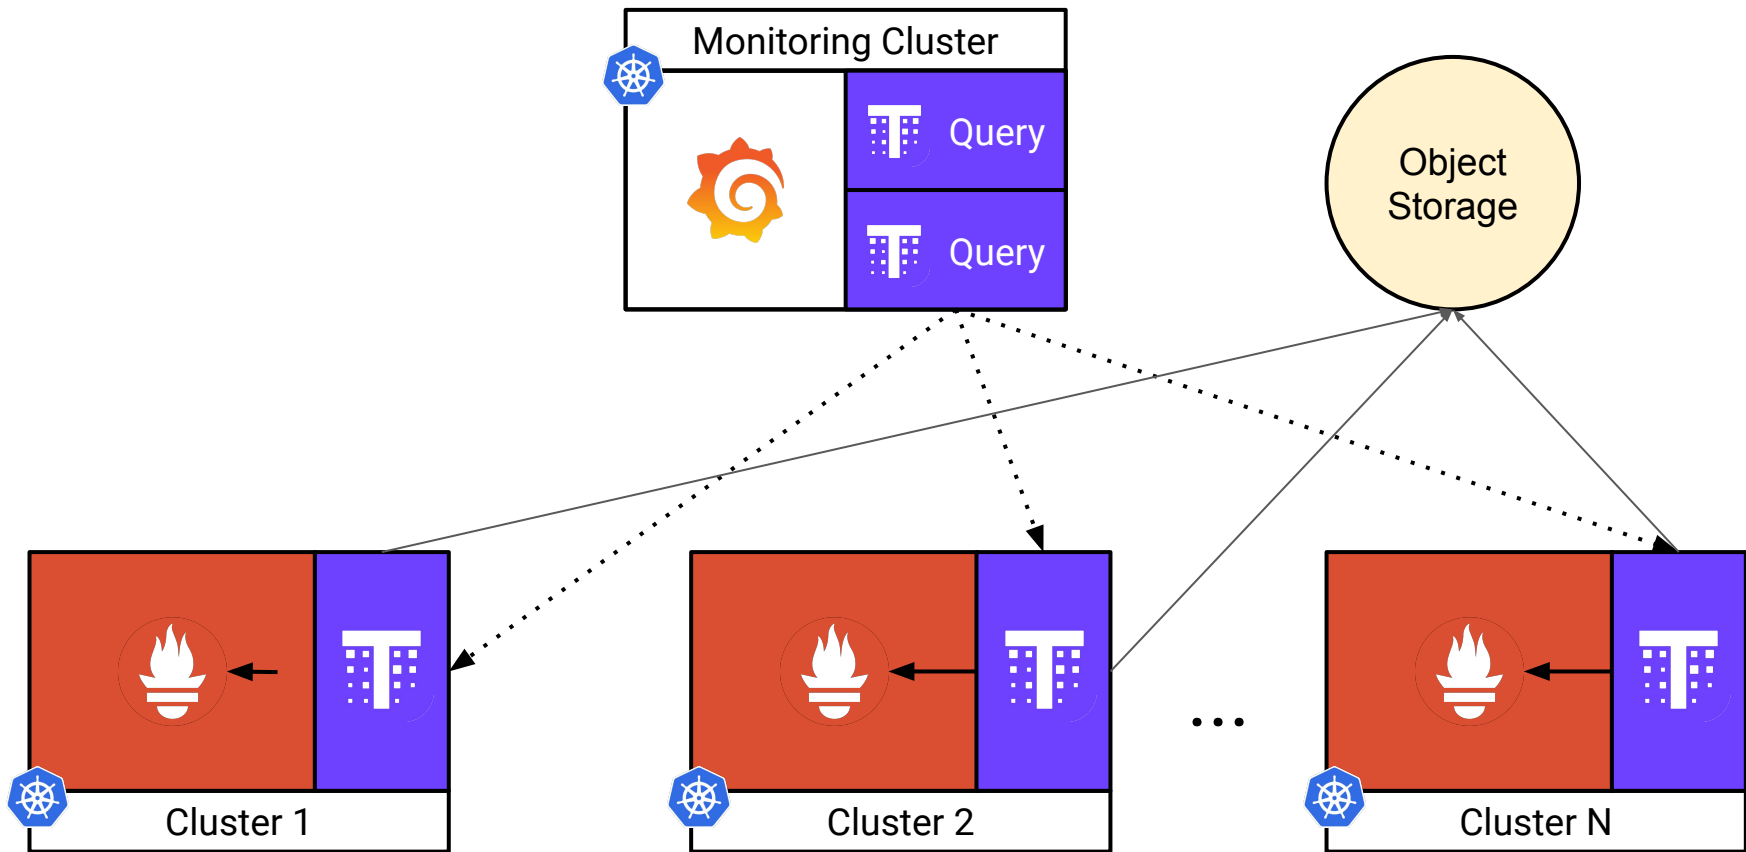 Monitoring Cluster
Query
Query
Object
Storage
...
Cluster 1
Cluster 2
Cluster N